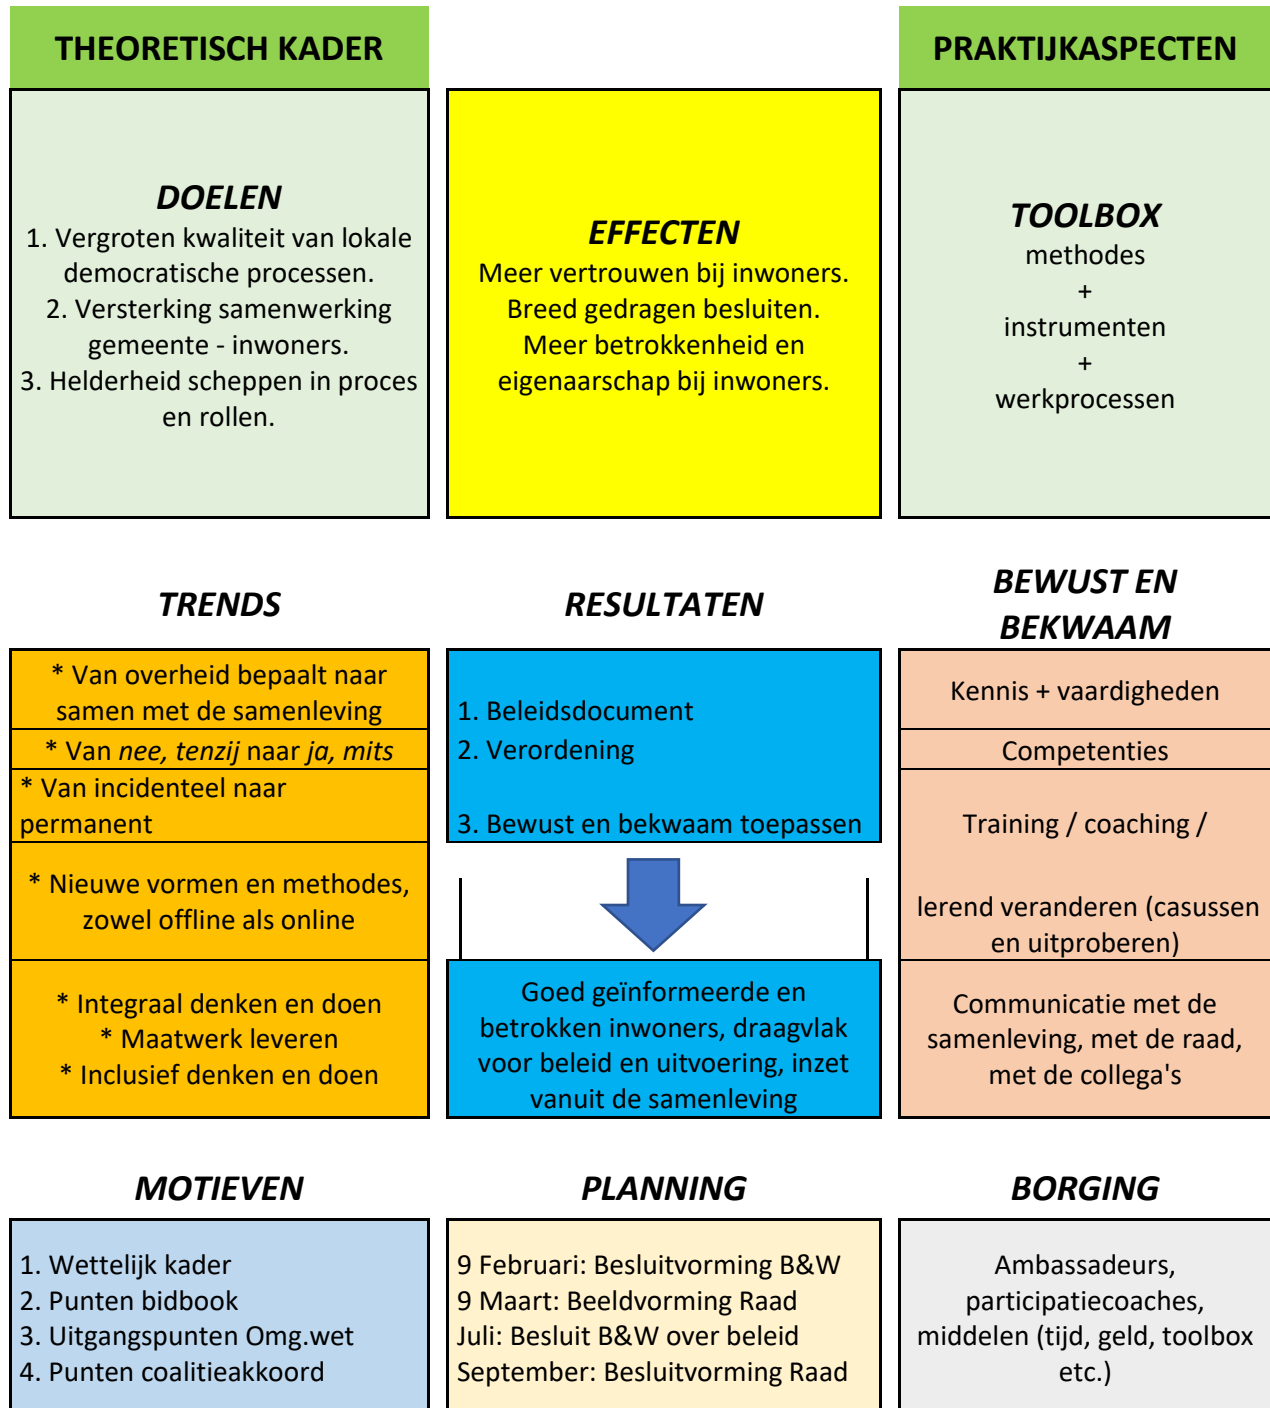 THEORETISCH KADER
PRAKTIJKASPECTEN
DOELEN
1. Vergroten kwaliteit van lokale
democratische processen.
2. Versterking samenwerking
gemeente - inwoners.
3. Helderheid scheppen in proces
en rollen.
EFFECTEN
Meer vertrouwen bij inwoners.
Breed gedragen besluiten.
Meer betrokkenheid en
eigenaarschap bij inwoners.
TOOLBOX
methodes
+
instrumenten
+
werkprocessen
TRENDS
* Van overheid bepaalt naar
samen met de samenleving
* Van nee, tenzij naar ja, mits
* Van incidenteel naar
permanent
* Nieuwe vormen en methodes,
zowel offline als online
* Integraal denken en doen
* Maatwerk leveren
* Inclusief denken en doen
RESULTATEN
1. Beleidsdocument
2. Verordening
3. Bewust en bekwaam toepassen
Goed geïnformeerde en
betrokken inwoners, draagvlak
voor beleid en uitvoering, inzet
vanuit de samenleving
BEWUST EN
BEKWAAM
Kennis + vaardigheden
Competenties
Training / coaching /
lerend veranderen (casussen
en uitproberen)
Communicatie met de
samenleving, met de raad,
met de collega's
MOTIEVEN
1. Wettelijk kader
2. Punten bidbook
3. Uitgangspunten Omg.wet
4. Punten coalitieakkoord
PLANNING
9 Februari: Besluitvorming B&W
9 Maart: Beeldvorming Raad
Juli: Besluit B&W over beleid
September: Besluitvorming Raad
BORGING
Ambassadeurs,
participatiecoaches,
middelen (tijd, geld, toolbox
etc.)